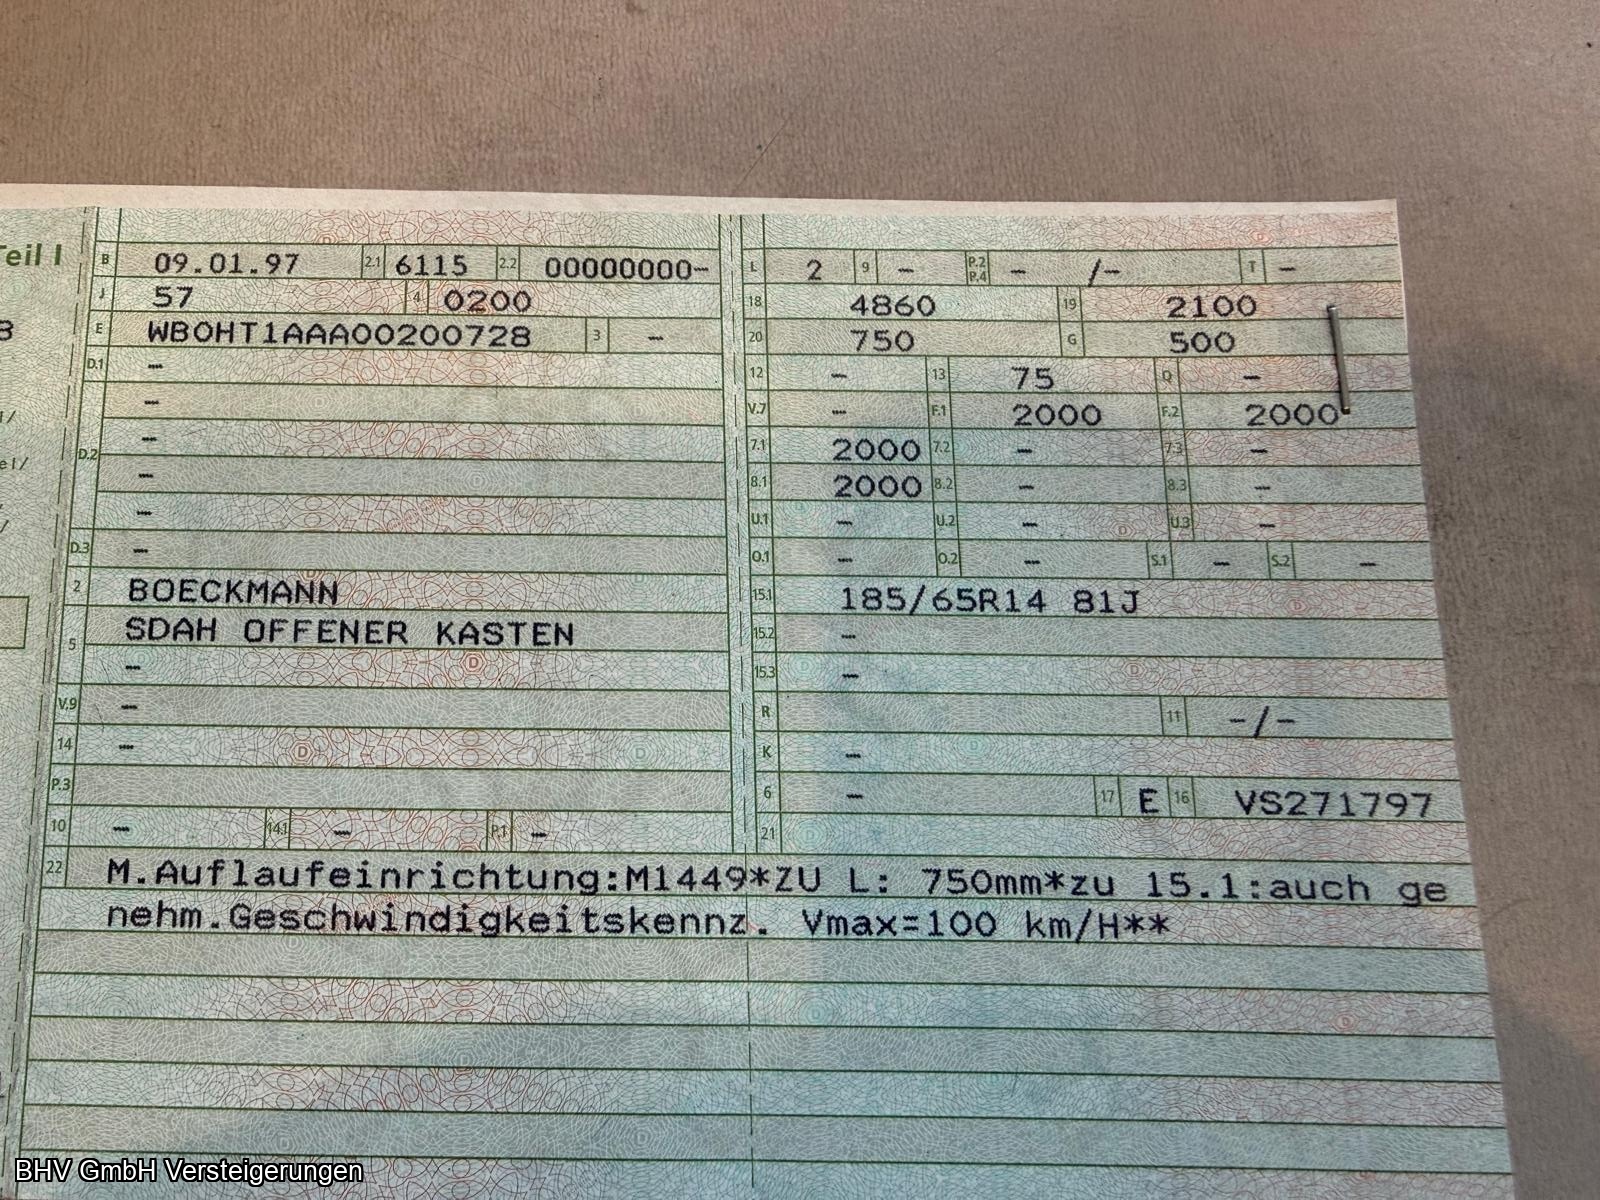 Teil I
B 09.01.97 2.1 6115 2.2 00000000-
J 57 4 0200
E WB0HT1AAA00200728 3 -
D.1 -
-
-
D.2
-
-
D.3 -
2 BOECKMANN
5 SDAH OFFENER KASTEN
-
V.9 -
14 -
P.3
10 - 14.1 - P.1 -
L 2 9 - P.2 P.4 - /- T -
18 4860 19 2100
20 750 G 500
12 - 13 75 Q -
V.7 - F.1 2000 F.2 2000
7.1 2000 7.2 - 7.3 -
8.1 2000 8.2 - 8.3 -
U.1 - U.2 - U.3 -
O.1 - O.2 - S.1 - S.2 -
15.1 185/65R14 81J
15.2 -
15.3 -
R 11 -/-
K -
6 - 17 E 16 VS271797
21
22 M.Auflaufeinrichtung:M1449*ZU L: 750mm*zu 15.1:auch ge
nehm.Geschwindigkeitskennz. Vmax=100 km/H**
BHV GmbH Versteigerungen